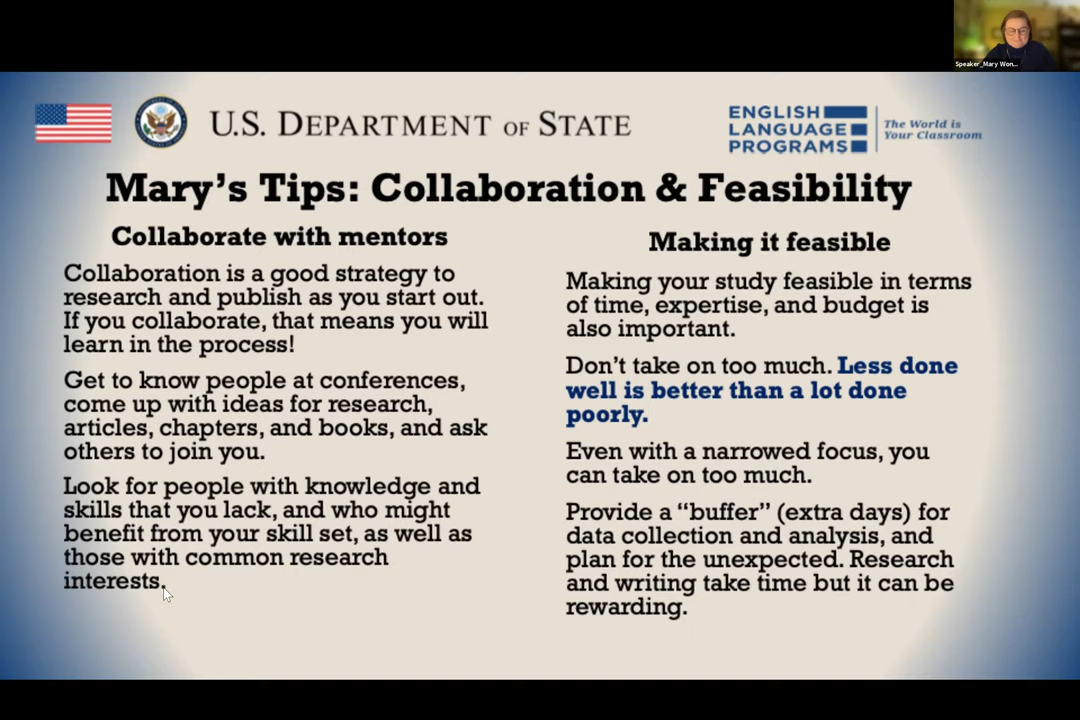 Speaker_Mary Won...
U.S. DEPARTMENT OF STATE
ENGLISH
LANGUAGE
PROGRAMS
The World is
Your Classroom
Mary's Tips: Collaboration & Feasibility
Collaborate with mentors
Collaboration is a good strategy to
research and publish as you start out.
If you collaborate, that means you will
learn in the process!
Get to know people at conferences,
come up with ideas for research,
articles, chapters, and books, and ask
others to join you.
Look for people with knowledge and
skills that you lack, and who might
benefit from your skill set, as well as
those with common research
interests.
Making it feasible
Making your study feasible in terms
of time, expertise, and budget is
also important.
Don't take on too much. Less done
well is better than a lot done
poorly.
Even with a narrowed focus, you
can take on too much.
Provide a "buffer" (extra days) for
data collection and analysis, and
plan for the unexpected. Research
and writing take time but it can be
rewarding.